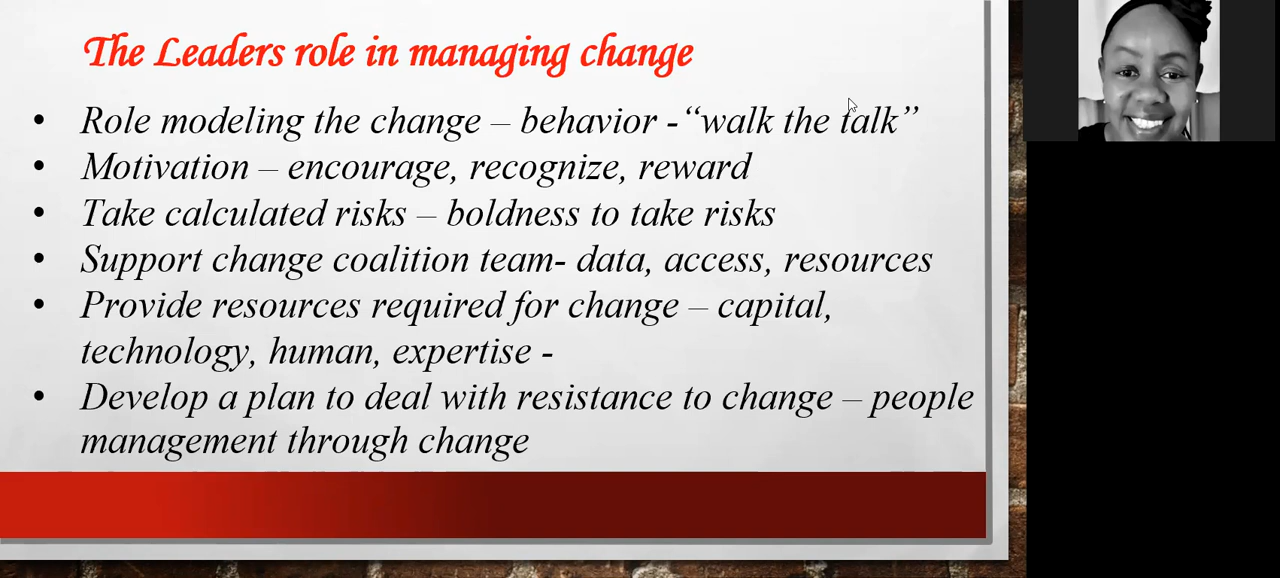 The Leaders role in managing change
• Role modeling the change – behavior -“walk the talk”
• Motivation – encourage, recognize, reward
• Take calculated risks – boldness to take risks
• Support change coalition team- data, access, resources
• Provide resources required for change – capital,
technology, human, expertise -
• Develop a plan to deal with resistance to change – people
management through change